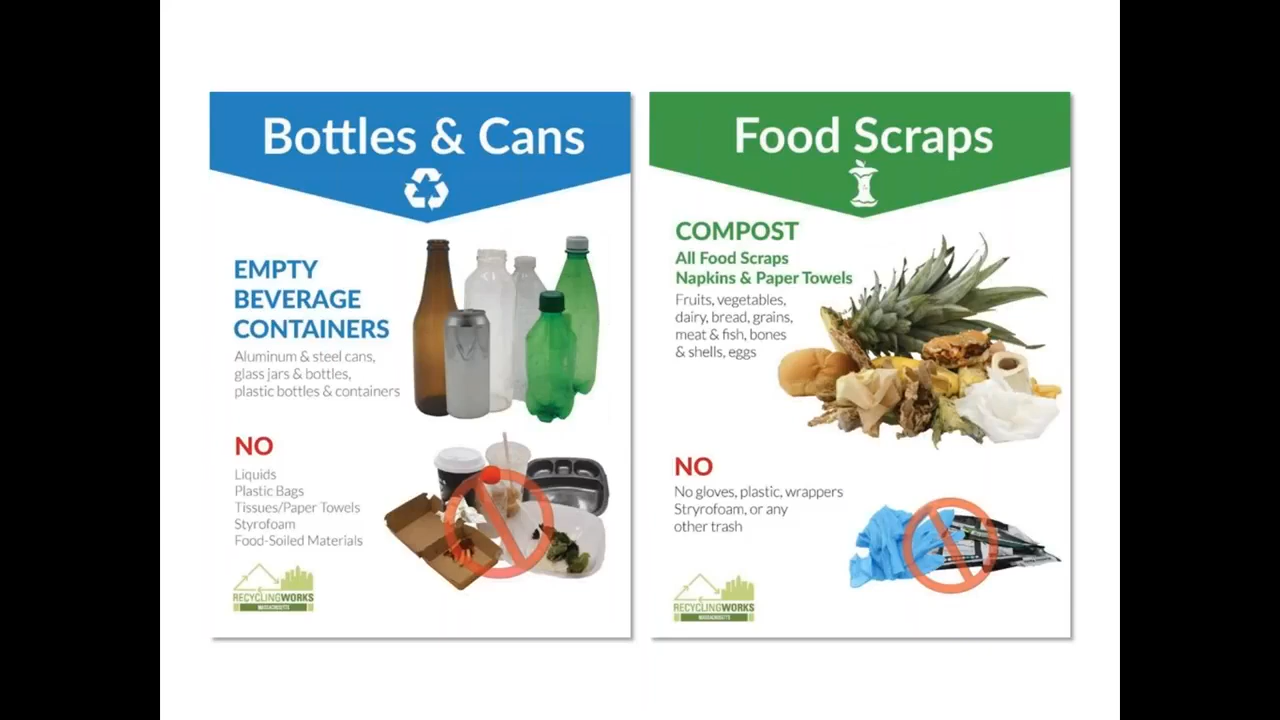 Bottles & Cans
EMPTY
BEVERAGE
CONTAINERS
Aluminum & steel cans,
glass jars & bottles,
plastic bottles & containers
NO
Liquids
Plastic Bags
Tissues/Paper Towels
Styrofoam
Food-Soiled Materials
RECYCLINGWORKS
MASSACHUSETTS
Food Scraps
COMPOST
All Food Scraps
Napkins & Paper Towels
Fruits, vegetables,
dairy, bread, grains,
meat & fish, bones
& shells, eggs
NO
No gloves, plastic, wrappers
Stryrofoam, or any
other trash
RECYCLINGWORKS
MASSACHUSETTS